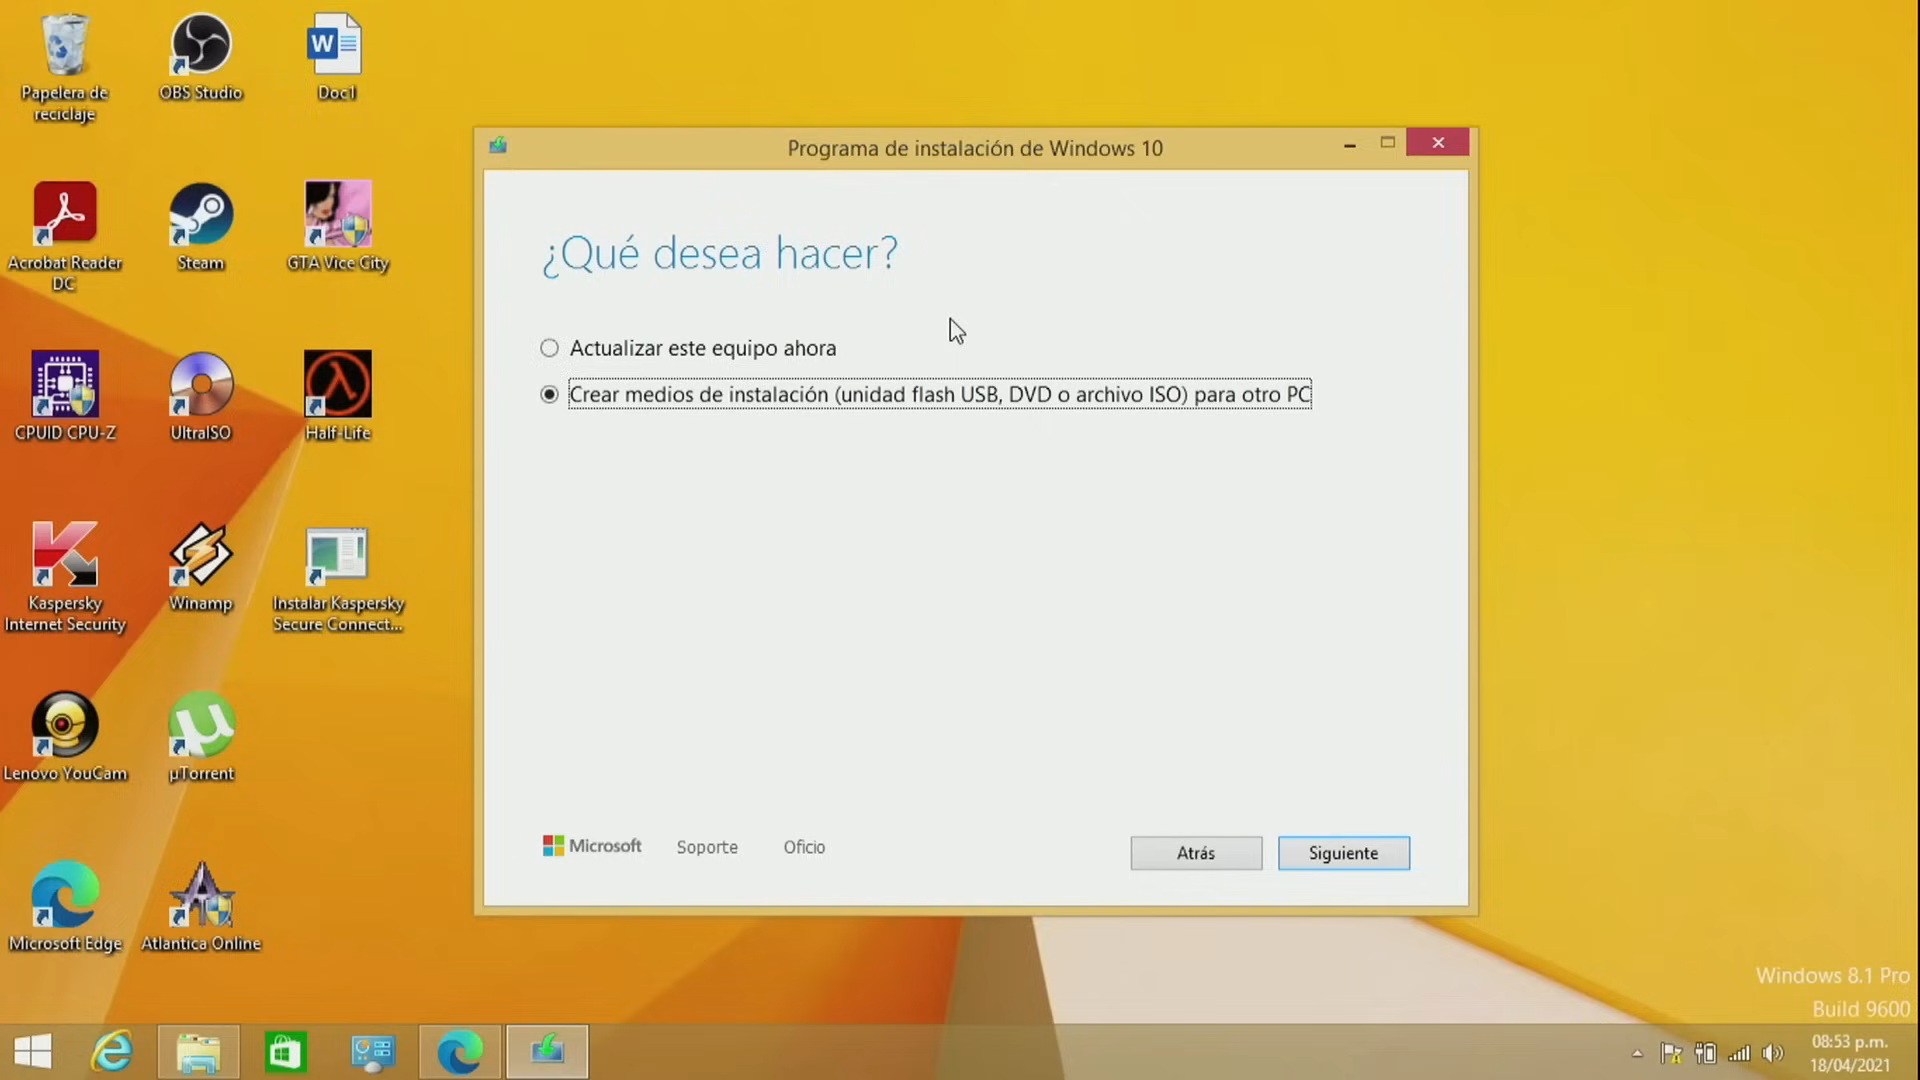 Papelera de
reciclaje
OBS Studio
Doc1
Acrobat Reader
DC
Steam
GTA Vice City
CPUID CPU-Z
UltraISO
Half-Life
Kaspersky
Internet Security
Winamp
Instalar Kaspersky
Secure Connect...
Lenovo YouCam
µTorrent
Microsoft Edge
Atlantica Online
Programa de instalación de Windows 10
¿Qué desea hacer?
Actualizar este equipo ahora
Crear medios de instalación (unidad flash USB, DVD o archivo ISO) para otro PC
Microsoft
Soporte
Oficio
Atrás
Siguiente
Windows 8.1 Pro
Build 9600
08:53 p.m.
18/04/2021